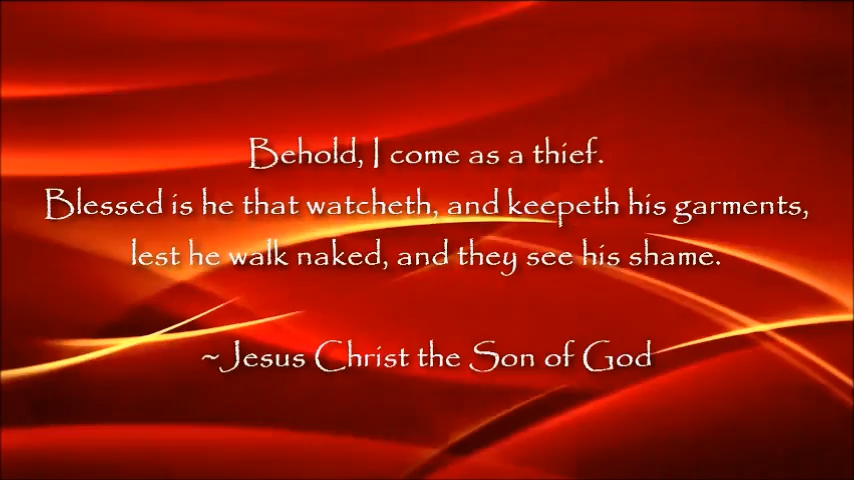 Behold, I come as a thief.
Blessed is he that watcheth, and keepeth his garments,
lest he walk naked, and they see his shame.
~Jesus Christ the Son of God